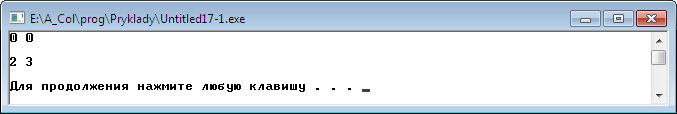 E:\A_Col\prog\Pryklady\Untitled17-1.exe
0 0
2 3
Для продолжения нажмите любую клавишу . . .